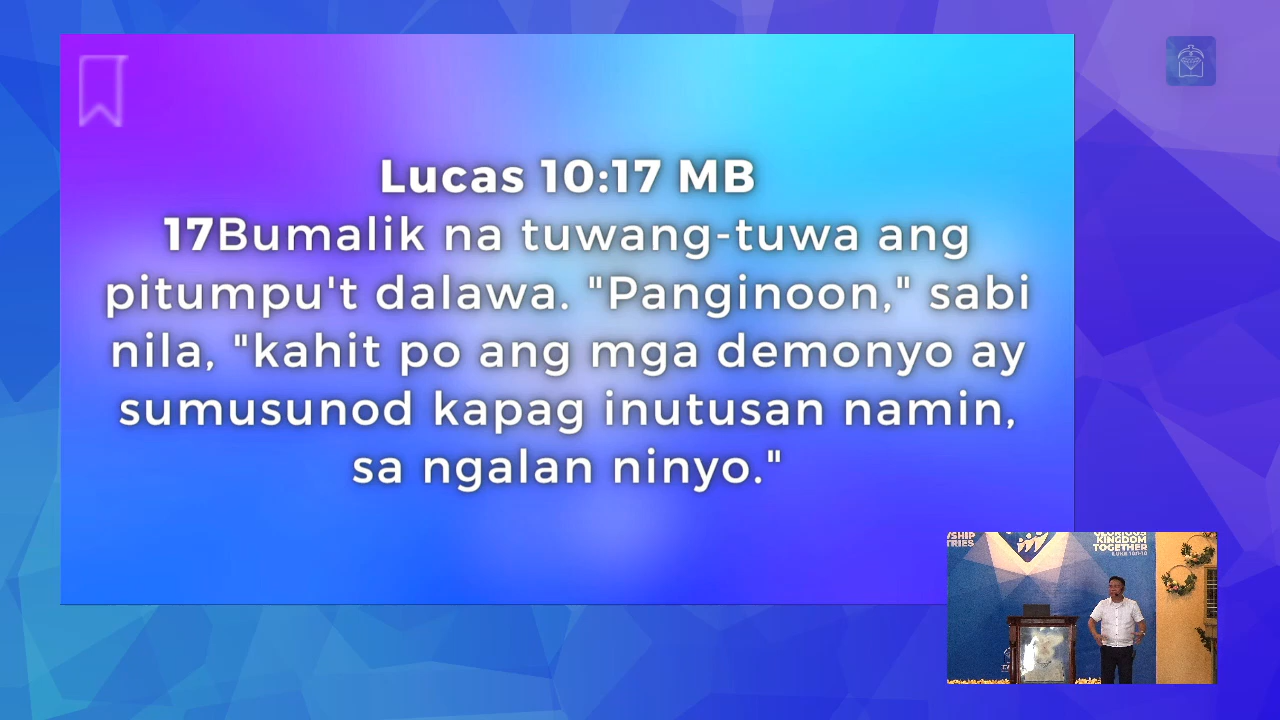 Lucas 10:17 MB
17Bumalik na tuwang-tuwa ang
pitumpu't dalawa. "Panginoon," sabi
nila, "kahit po ang mga demonyo ay
sumusunod kapag inutusan namin,
sa ngalan ninyo."
KINGDOM
TOGETHER